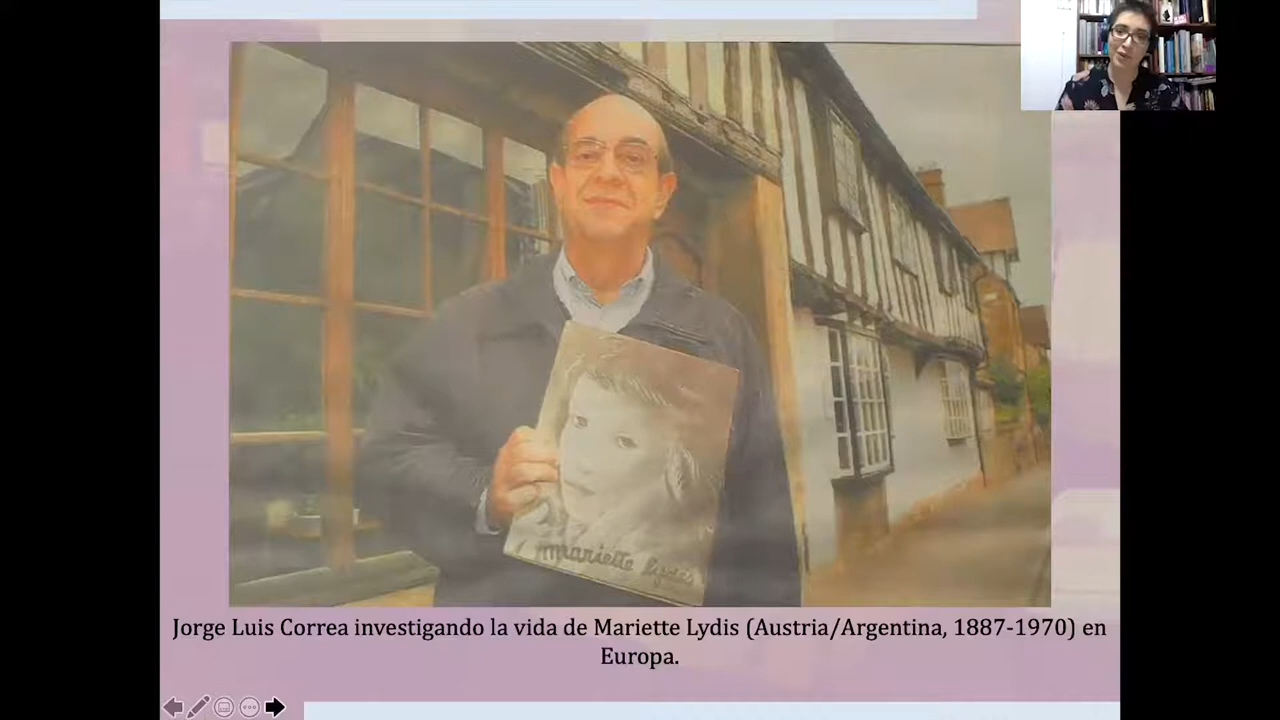 mariette lydis
Jorge Luis Correa investigando la vida de Mariette Lydis (Austria/Argentina, 1887-1970) en
Europa.